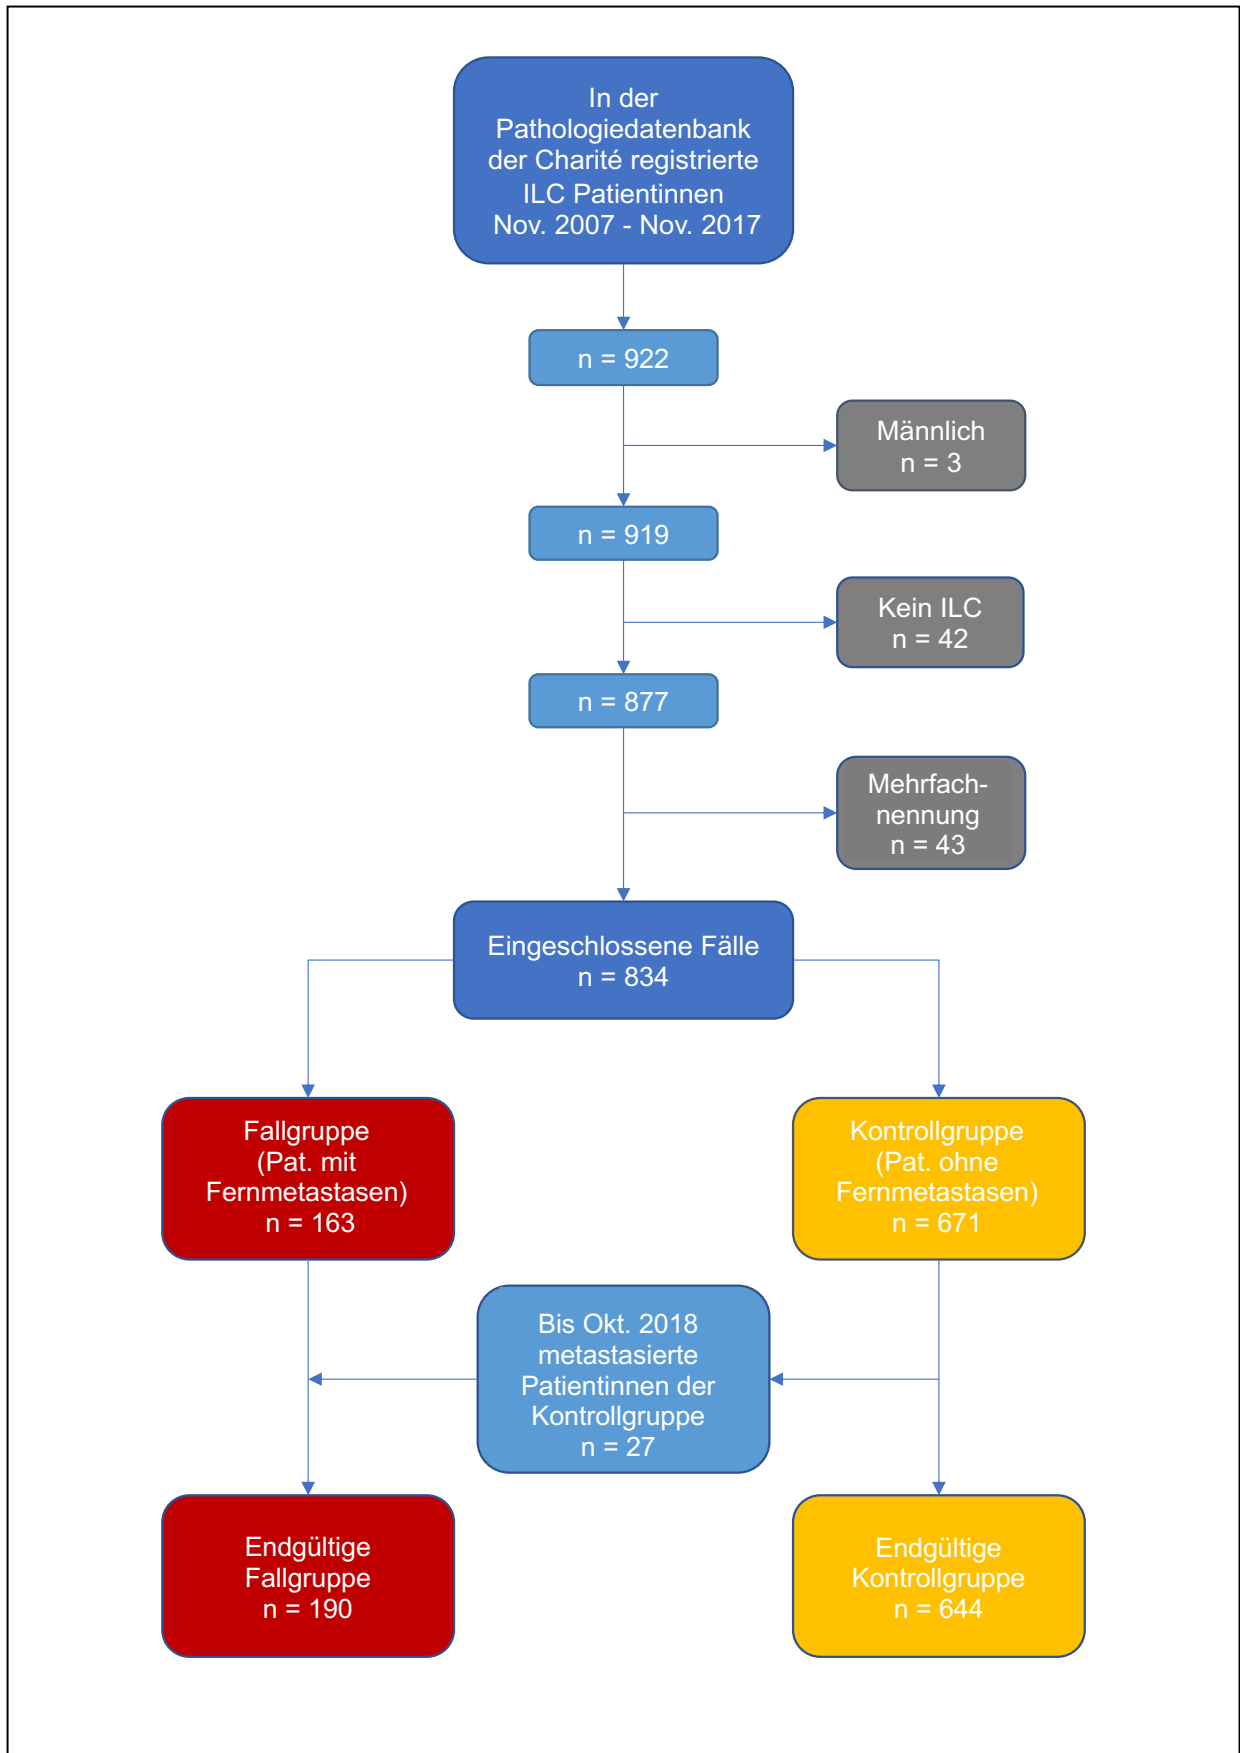 In der
Pathologiedatenbank
der Charité registrierte
ILC Patientinnen
Nov. 2007 - Nov. 2017
n = 922
Männlich
n = 3
n = 919
Kein ILC
n = 42
n = 877
Mehrfach-
nennung
n = 43
Eingeschlossene Fälle
n = 834
Fallgruppe
(Pat. mit
Fernmetastasen)
n = 163
Kontrollgruppe
(Pat. ohne
Fernmetastasen)
n = 671
Bis Okt. 2018
metastasierte
Patientinnen der
Kontrollgruppe
n = 27
Endgültige
Fallgruppe
n = 190
Endgültige
Kontrollgruppe
n = 644